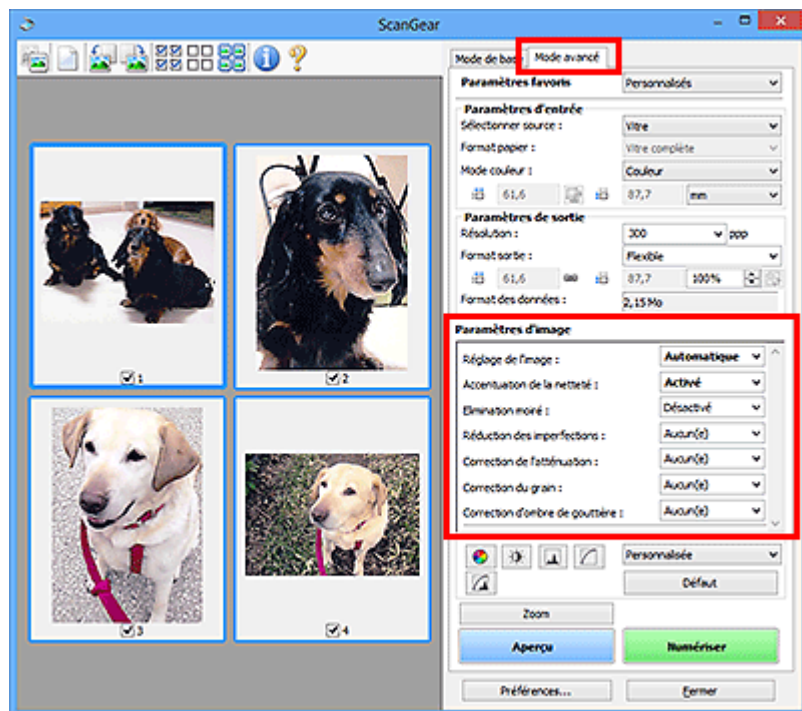 ScanGear
Mode de base Mode avancé
Paramètres favoris Personnalisés
Paramètres d'entrée
Sélectionner source : Vitre
Format papier : Vitre complète
Mode couleur : Couleur
61,6 87,7 mm
Paramètres de sortie
Résolution : 300 ppp
Format sortie : Flexible
61,6 87,7 100%
Format des données : 2,15 Mo
Paramètres d'image
Réglage de l'image : Automatique
Accentuation de la netteté : Activé
Elimination moiré : Désactivé
Réduction des imperfections : Aucun(e)
Correction de l'atténuation : Aucun(e)
Correction du grain : Aucun(e)
Correction d'ombre de gouttière : Aucun(e)
Personnalisée
Défaut
Zoom
Aperçu Numériser
Préférences... Fermer
1
2
3
4